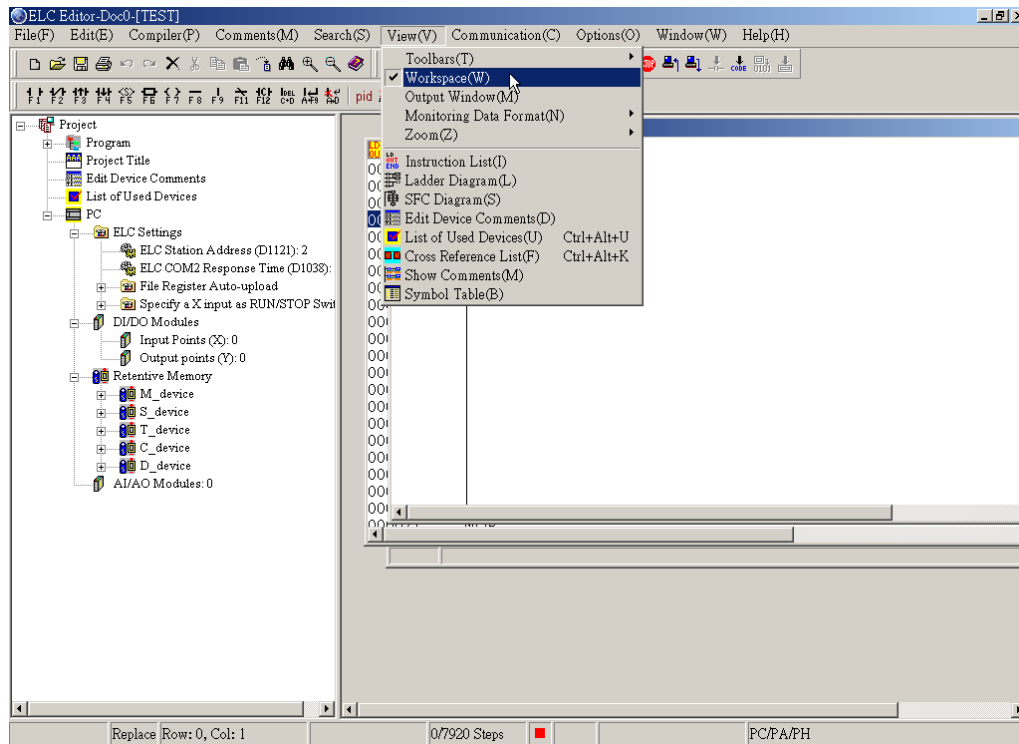 ELC Editor-Doc0-[TEST]
File(F) Edit(E) Compiler(P) Comments(M) Search(S) View(V) Communication(C) Options(O) Window(W) Help(H)
Toolbars(T)
Workspace(W)
Output Window(M)
Monitoring Data Format(N)
Zoom(Z)
Instruction List(I)
Ladder Diagram(L)
SFC Diagram(S)
Edit Device Comments(D)
List of Used Devices(U) Ctrl+Alt+U
Cross Reference List(F) Ctrl+Alt+K
Show Comments(M)
Symbol Table(B)
F1 F2 F3 F4 F5 F6 F7 F8 F9 F11 F12 pid
Project
Program
Project Title
Edit Device Comments
List of Used Devices
PC
ELC Settings
ELC Station Address (D1121): 2
ELC COM2 Response Time (D1038):
File Register Auto-upload
Specify a X input as RUN/STOP Swit
DI/DO Modules
Input Points (X): 0
Output points (Y): 0
Retentive Memory
M_device
S_device
T_device
C_device
D_device
AI/AO Modules: 0
Replace Row: 0, Col: 1 0/7920 Steps PC/PA/PH